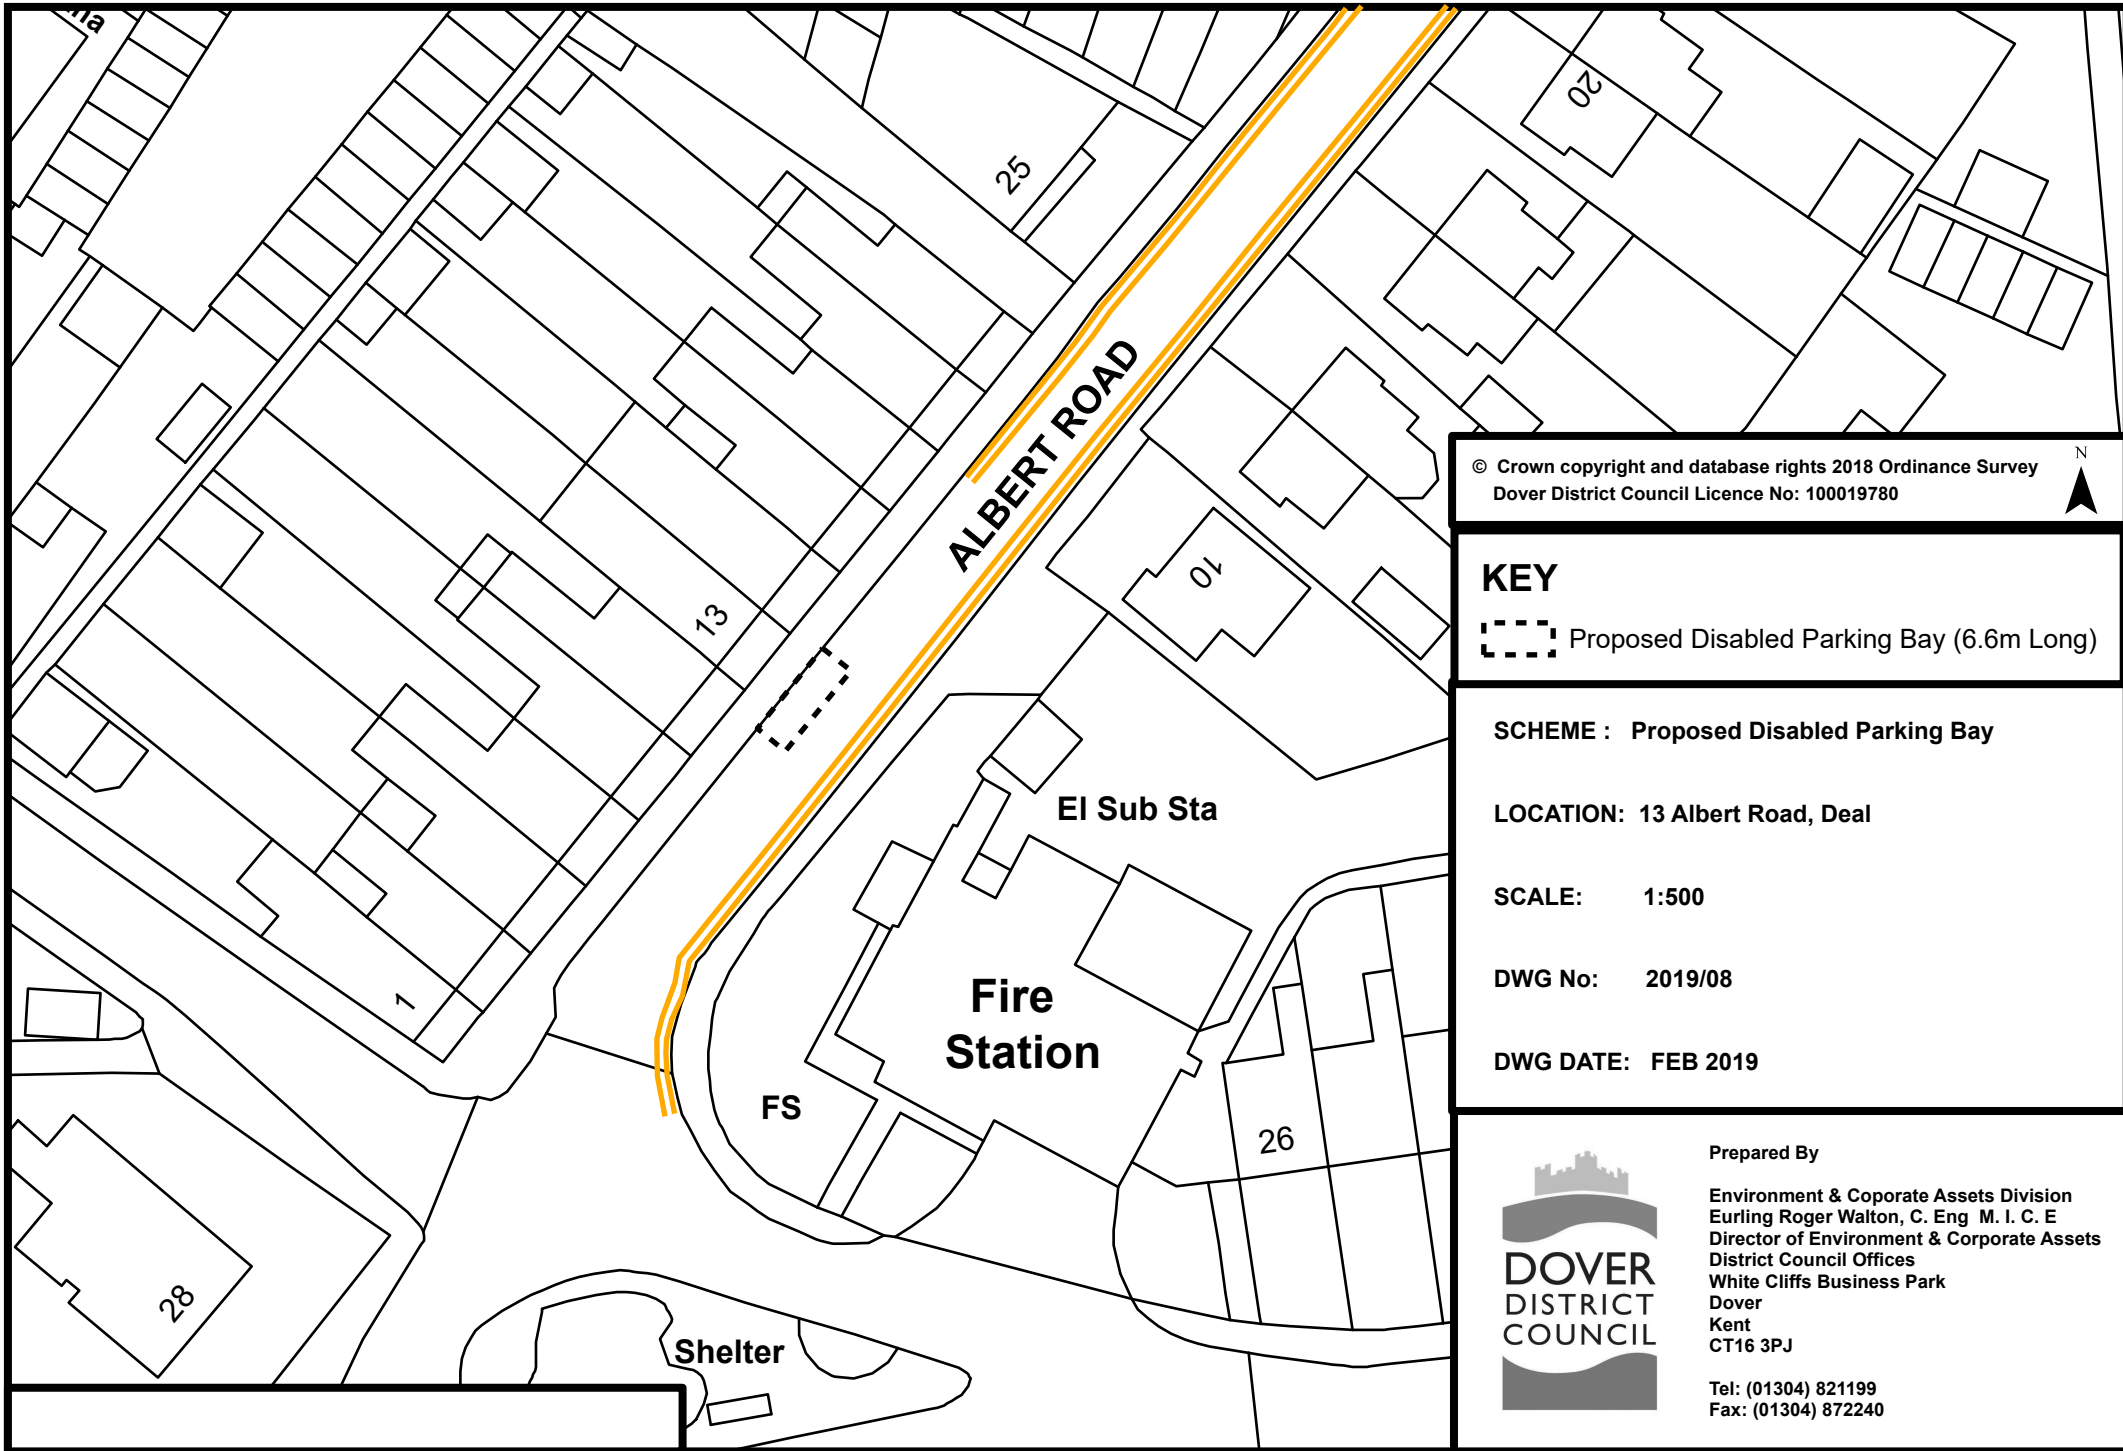 25
20
ALBERT ROAD
13
10
El Sub Sta
Fire
Station
FS
1
26
28
Shelter
© Crown copyright and database rights 2018 Ordinance Survey
Dover District Council Licence No: 100019780
N
KEY
Proposed Disabled Parking Bay (6.6m Long)
SCHEME : Proposed Disabled Parking Bay
LOCATION: 13 Albert Road, Deal
SCALE: 1:500
DWG No: 2019/08
DWG DATE: FEB 2019
DOVER
DISTRICT
COUNCIL
Prepared By
Environment & Coporate Assets Division
Eurling Roger Walton, C. Eng M. I. C. E
Director of Environment & Corporate Assets
District Council Offices
White Cliffs Business Park
Dover
Kent
CT16 3PJ
Tel: (01304) 821199
Fax: (01304) 872240